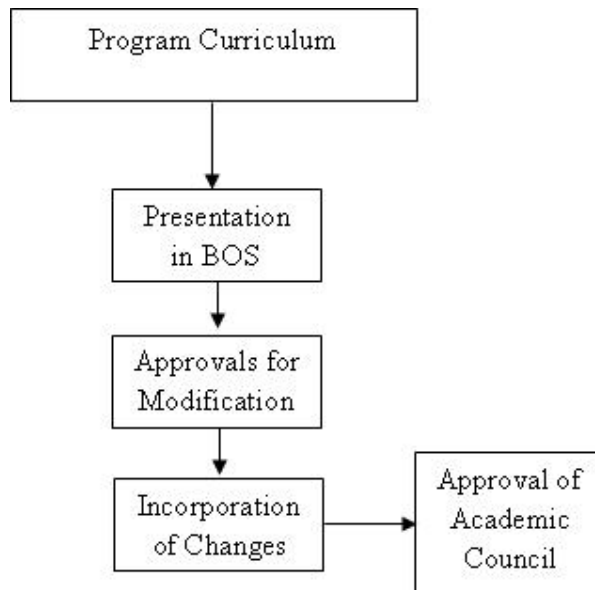 Program Curriculum
Presentation
in BOS
Approvals for
Modification
Incorporation
of Changes
Approval of
Academic
Council